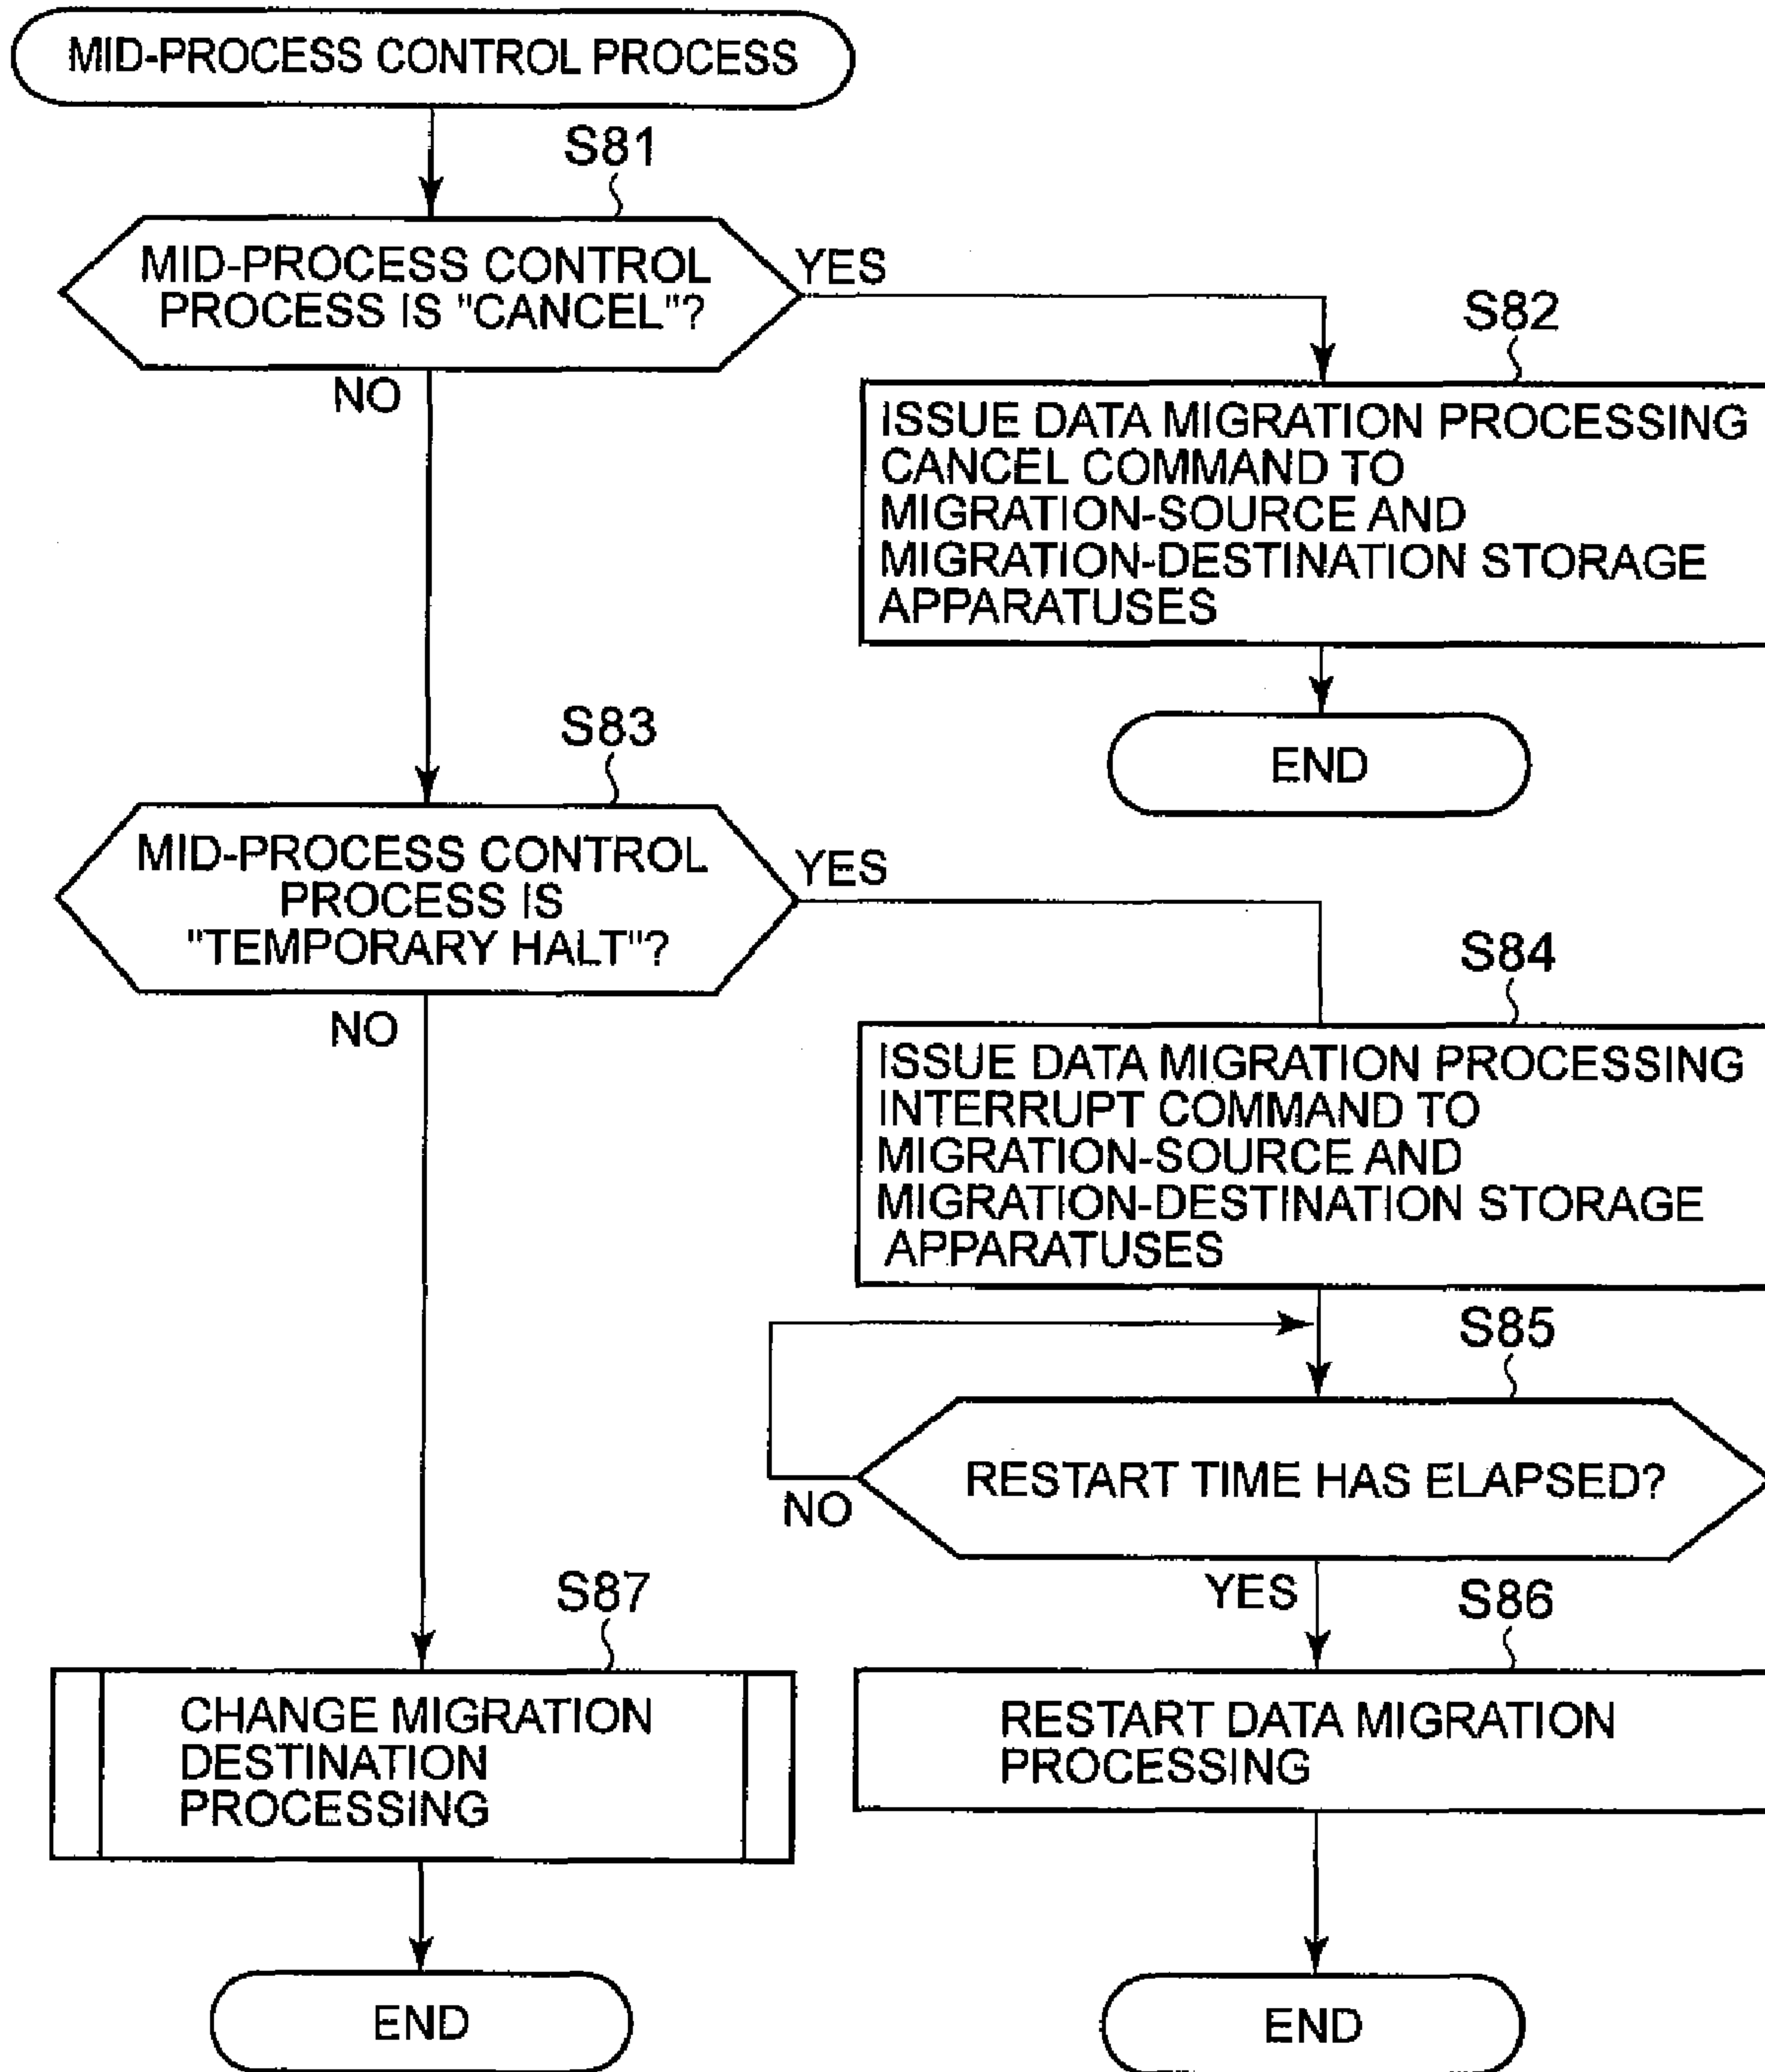 MID-PROCESS CONTROL PROCESS
S81
MID-PROCESS CONTROL
PROCESS IS "CANCEL"?
YES
NO
S82
ISSUE DATA MIGRATION PROCESSING
CANCEL COMMAND TO
MIGRATION-SOURCE AND
MIGRATION-DESTINATION STORAGE
APPARATUSES
END
S83
MID-PROCESS CONTROL
PROCESS IS
"TEMPORARY HALT"?
YES
NO
S84
ISSUE DATA MIGRATION PROCESSING
INTERRUPT COMMAND TO
MIGRATION-SOURCE AND
MIGRATION-DESTINATION STORAGE
APPARATUSES
S85
RESTART TIME HAS ELAPSED?
NO
YES
S86
RESTART DATA MIGRATION
PROCESSING
END
S87
CHANGE MIGRATION
DESTINATION
PROCESSING
END